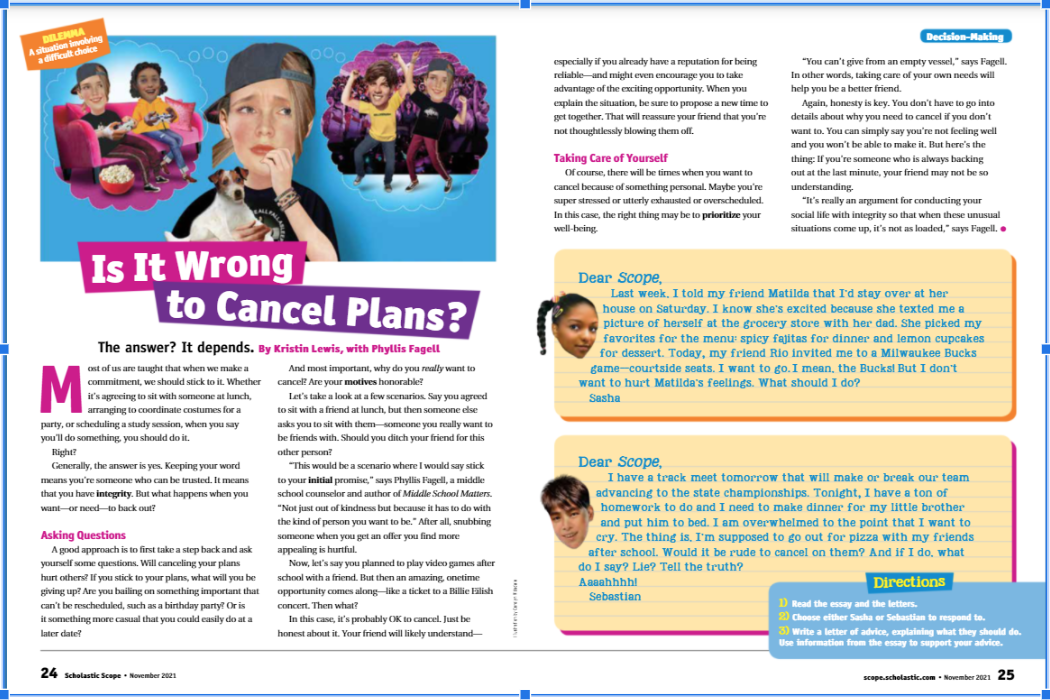 DILEMMA
A situation involving
a difficult choice
Is It Wrong
to Cancel Plans?
The answer? It depends. By Kristin Lewis, with Phyllis Fagell
Most of us are taught that when we make a
commitment, we should stick to it. Whether
it's agreeing to sit with someone at lunch,
arranging to coordinate costumes for a
party, or scheduling a study session, when you say
you'll do something, you should do it.
Right?
Generally, the answer is yes. Keeping your word
means you're someone who can be trusted. It means
that you have integrity. But what happens when you
want—or need—to back out?
Asking Questions
A good approach is to first take a step back and ask
yourself some questions. Will canceling your plans
hurt others? If you stick to your plans, what will you be
giving up? Are you bailing on something important that
can't be rescheduled, such as a birthday party? Or is
it something more casual that you could easily do at a
later date?
And most important, why do you really want to
cancel? Are your motives honorable?
Let's take a look at a few scenarios. Say you agreed
to sit with a friend at lunch, but then someone else
asks you to sit with them—someone you really want to
be friends with. Should you ditch your friend for this
other person?
"This would be a scenario where I would say stick
to your initial promise," says Phyllis Fagell, a middle
school counselor and author of Middle School Matters.
"Not just out of kindness but because it has to do with
the kind of person you want to be." After all, snubbing
someone when you get an offer you find more
appealing is hurtful.
Now, let's say you planned to play video games after
school with a friend. But then an amazing, onetime
opportunity comes along—like a ticket to a Billie Eilish
concert. Then what?
In this case, it's probably OK to cancel. Just be
honest about it. Your friend will likely understand—
24 Scholastic Scope • November 2021
Decision-Making
especially if you already have a reputation for being
reliable—and might even encourage you to take
advantage of the exciting opportunity. When you
explain the situation, be sure to propose a new time to
get together. That will reassure your friend that you're
not thoughtlessly blowing them off.
Taking Care of Yourself
Of course, there will be times when you want to
cancel because of something personal. Maybe you're
super stressed or utterly exhausted or overscheduled.
In this case, the right thing may be to prioritize your
well-being.
"You can't give from an empty vessel," says Fagell.
In other words, taking care of your own needs will
help you be a better friend.
Again, honesty is key. You don't have to go into
details about why you need to cancel if you don't
want to. You can simply say you're not feeling well
and you won't be able to make it. But here's the
thing: If you're someone who is always backing
out at the last minute, your friend may not be so
understanding.
"It's really an argument for conducting your
social life with integrity so that when these unusual
situations come up, it's not as loaded," says Fagell. ●
Dear Scope,
Last week, I told my friend Matilda that I'd stay over at her
house on Saturday. I know she's excited because she texted me a
picture of herself at the grocery store with her dad. She picked my
favorites for the menu: spicy fajitas for dinner and lemon cupcakes
for dessert. Today, my friend Rio invited me to a Milwaukee Bucks
game—courtside seats. I want to go. I mean, the Bucks! But I don't
want to hurt Matilda's feelings. What should I do?
Sasha
Dear Scope,
I have a track meet tomorrow that will make or break our team
advancing to the state championships. Tonight, I have a ton of
homework to do and I need to make dinner for my little brother
and put him to bed. I am overwhelmed to the point that I want to
cry. The thing is, I'm supposed to go out for pizza with my friends
after school. Would it be rude to cancel on them? And if I do, what
do I say? Lie? Tell the truth?
Aaaahhhh!
Sebastian
Directions
1) Read the essay and the letters.
2) Choose either Sasha or Sebastian to respond to.
3) Write a letter of advice, explaining what they should do.
Use information from the essay to support your advice.
scope.scholastic.com • November 2021 25